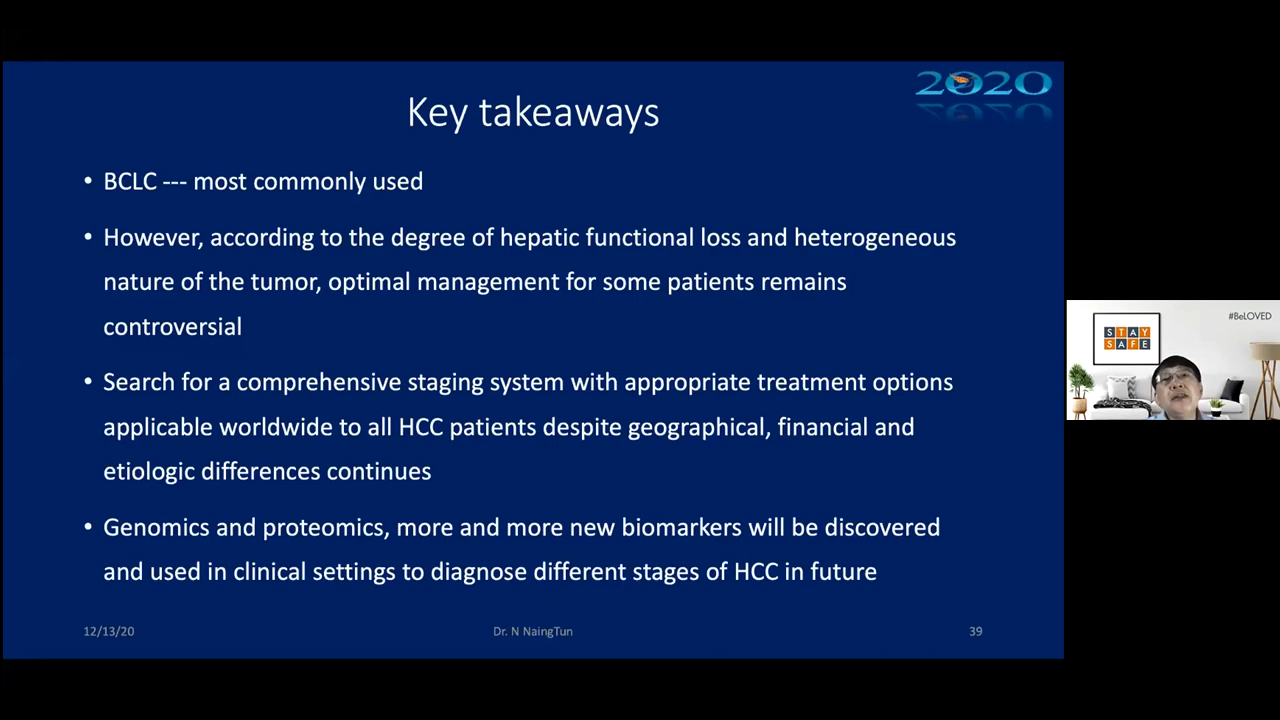 2020
Key takeaways
• BCLC --- most commonly used
• However, according to the degree of hepatic functional loss and heterogeneous
nature of the tumor, optimal management for some patients remains
controversial
• Search for a comprehensive staging system with appropriate treatment options
applicable worldwide to all HCC patients despite geographical, financial and
etiologic differences continues
• Genomics and proteomics, more and more new biomarkers will be discovered
and used in clinical settings to diagnose different stages of HCC in future
12/13/20
Dr. N NaingTun
39
#BeLOVED
STAY
SAFE